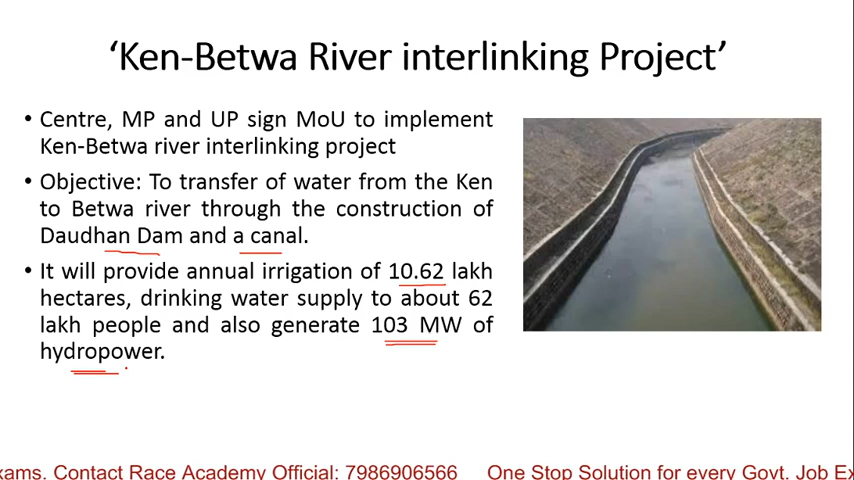 ‘Ken-Betwa River interlinking Project’
• Centre, MP and UP sign MoU to implement
Ken-Betwa river interlinking project
• Objective: To transfer of water from the Ken
to Betwa river through the construction of
Daudhan Dam and a canal.
• It will provide annual irrigation of 10.62 lakh
hectares, drinking water supply to about 62
lakh people and also generate 103 MW of
hydropower.
xams. Contact Race Academy Official: 7986906566 One Stop Solution for every Govt. Job Ex